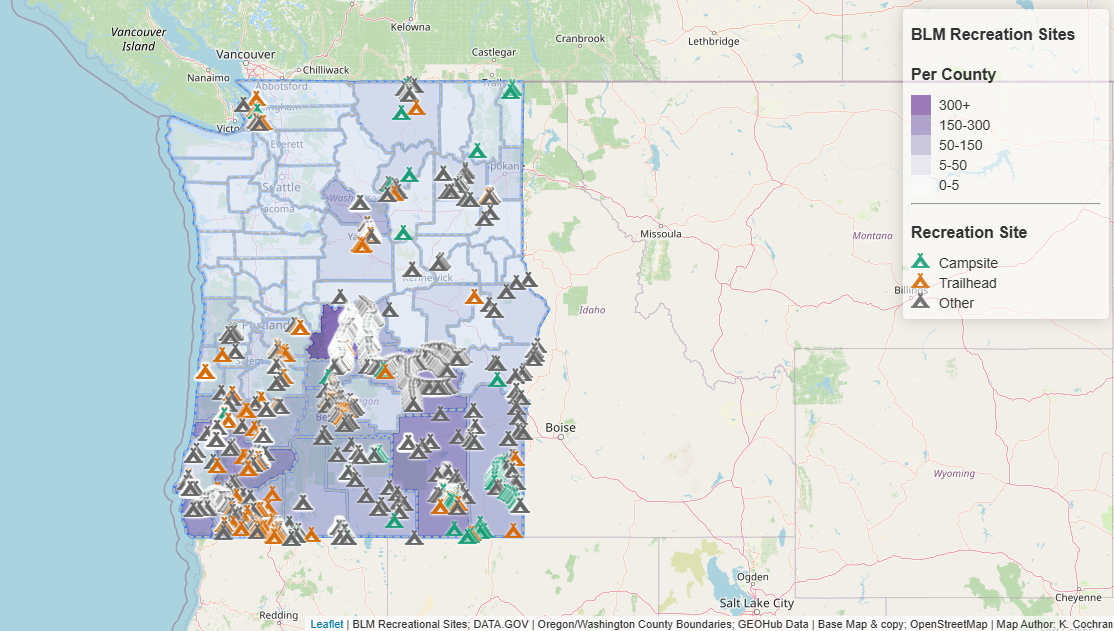 Vancouver
Island
Vancouver
Nanaimo
Chilliwack
Abbotsford
Kelowna
Castlegar
Trail
Cranbrook
Lethbridge
Everett
Seattle
Kennewick
Portland
Missoula
Montana
Idaho
Boise
Wyoming
Ogden
Salt Lake City
Cheyenne
Redding
BLM Recreation Sites
Per County
300+
150-300
50-150
5-50
0-5
Recreation Site
Campsite
Trailhead
Other
Leaflet | BLM Recreational Sites; DATA.GOV | Oregon/Washington County Boundaries; GEOHub Data | Base Map & copy; OpenStreetMap | Map Author: K. Cochran